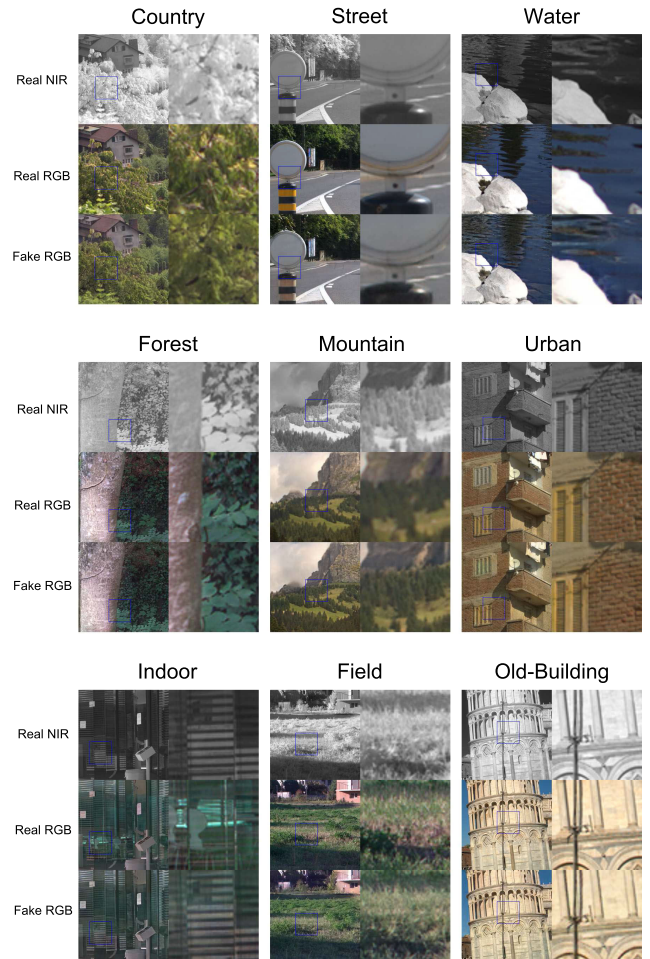 Country Street Water
Real NIR
Real RGB
Fake RGB
Forest Mountain Urban
Real NIR
Real RGB
Fake RGB
Indoor Field Old-Building
Real NIR
Real RGB
Fake RGB